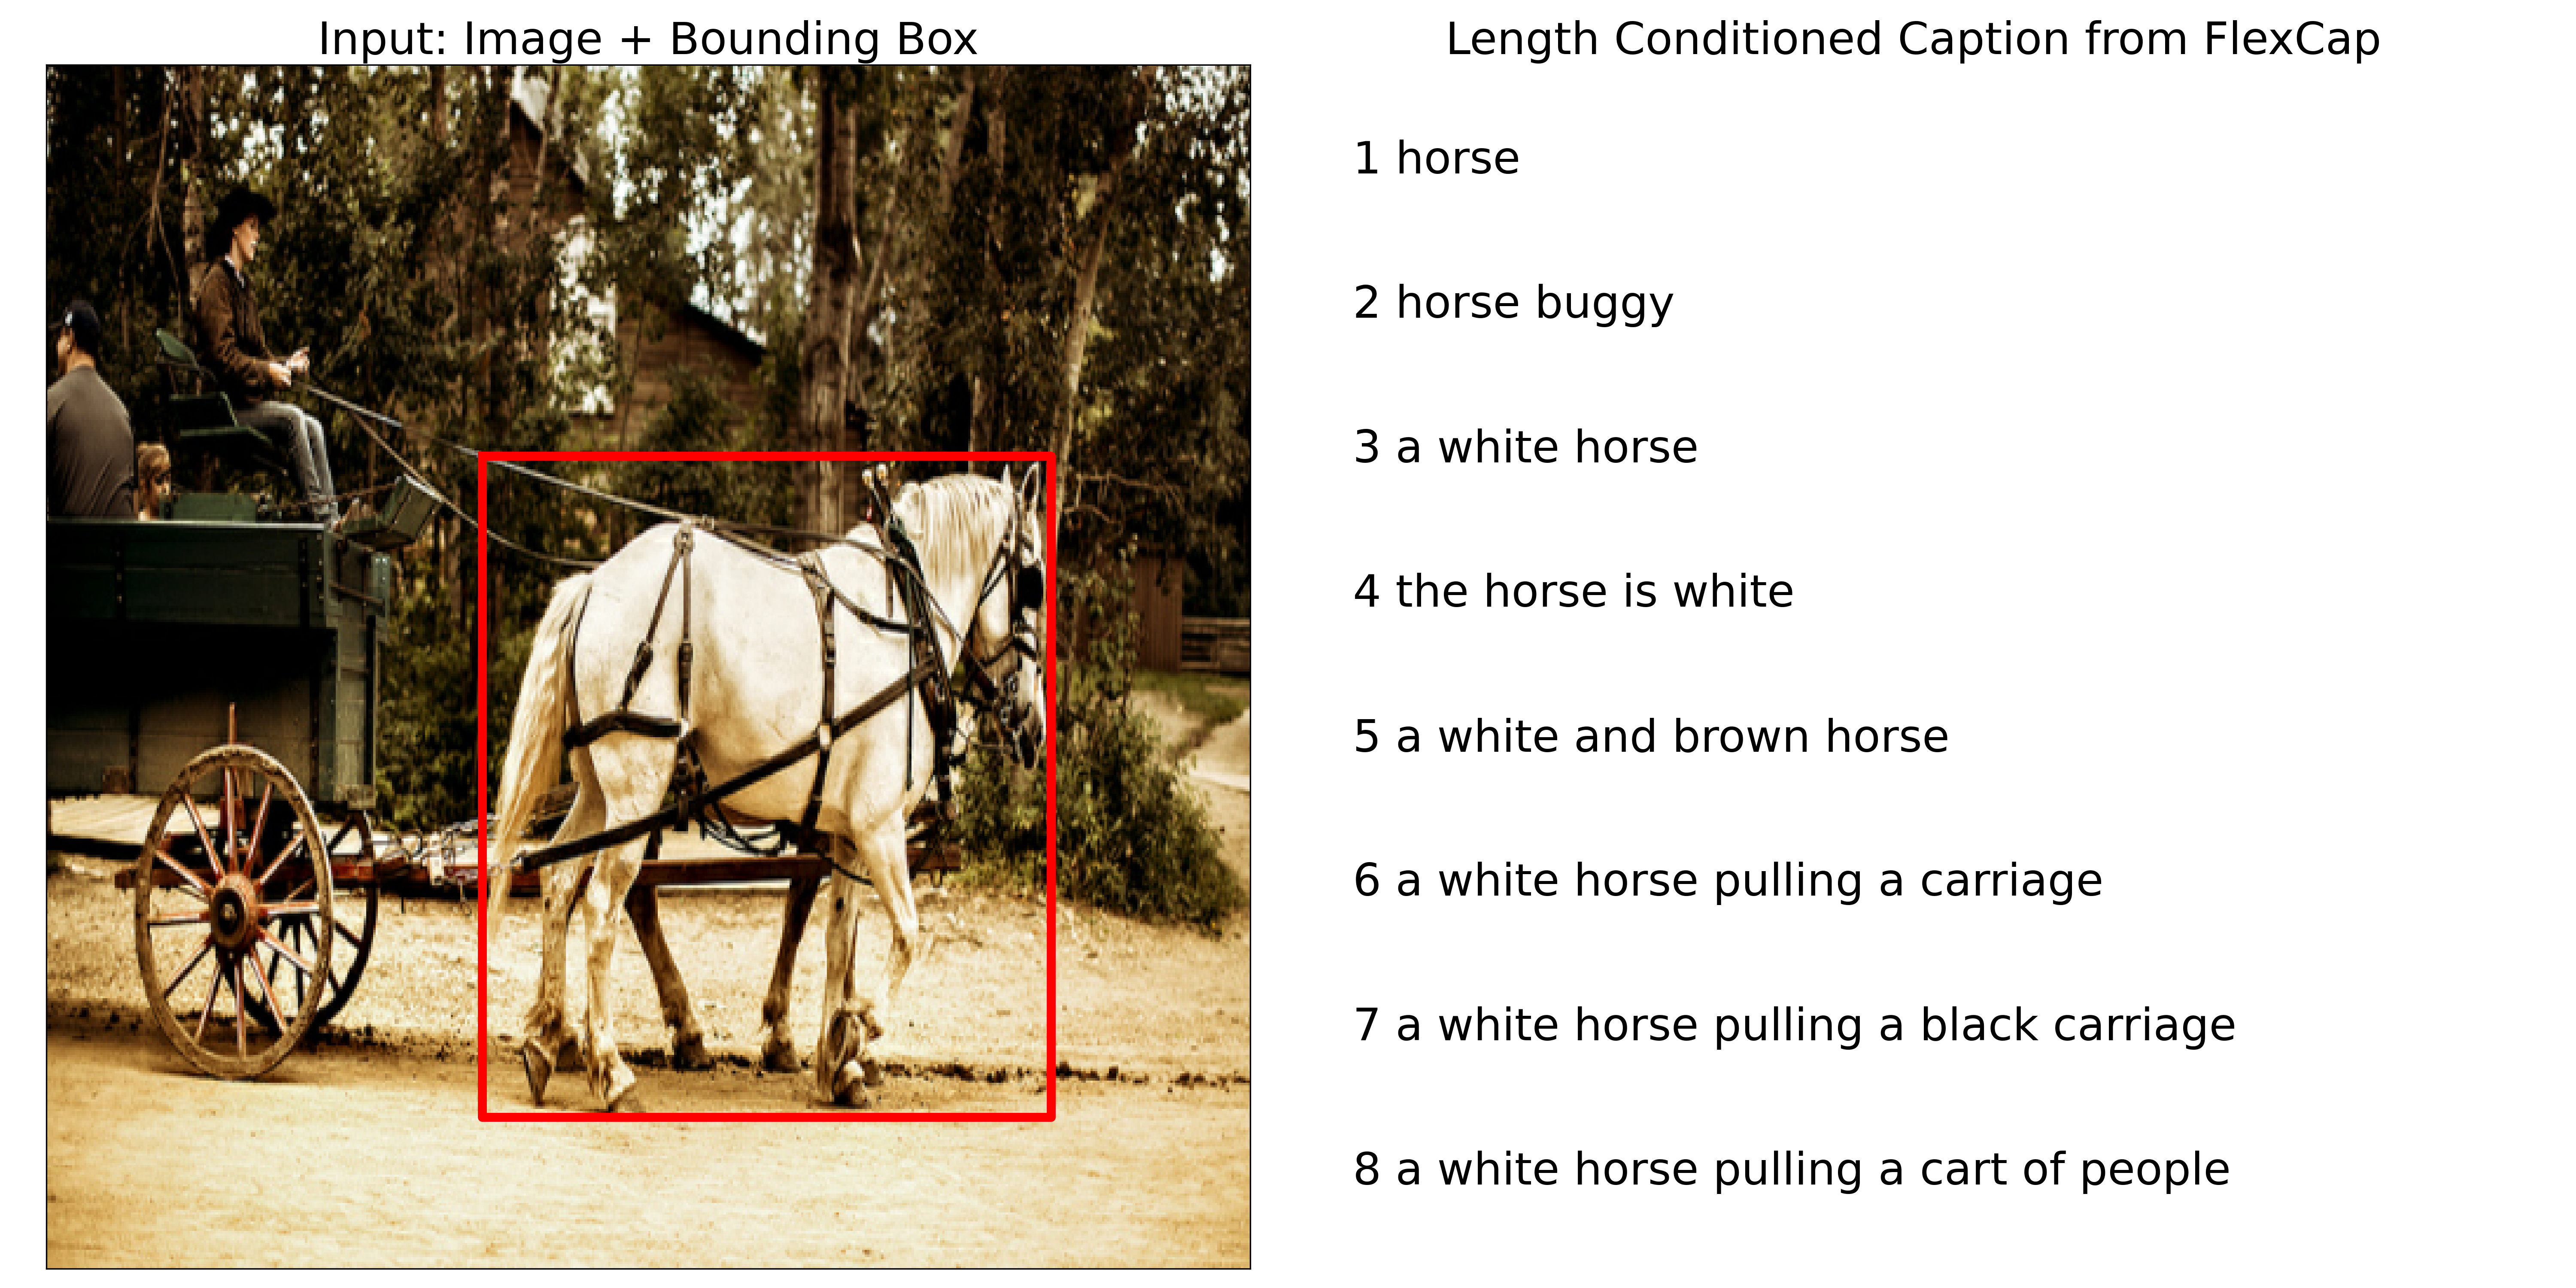 Input: Image + Bounding Box
Length Conditioned Caption from FlexCap
1 horse
2 horse buggy
3 a white horse
4 the horse is white
5 a white and brown horse
6 a white horse pulling a carriage
7 a white horse pulling a black carriage
8 a white horse pulling a cart of people